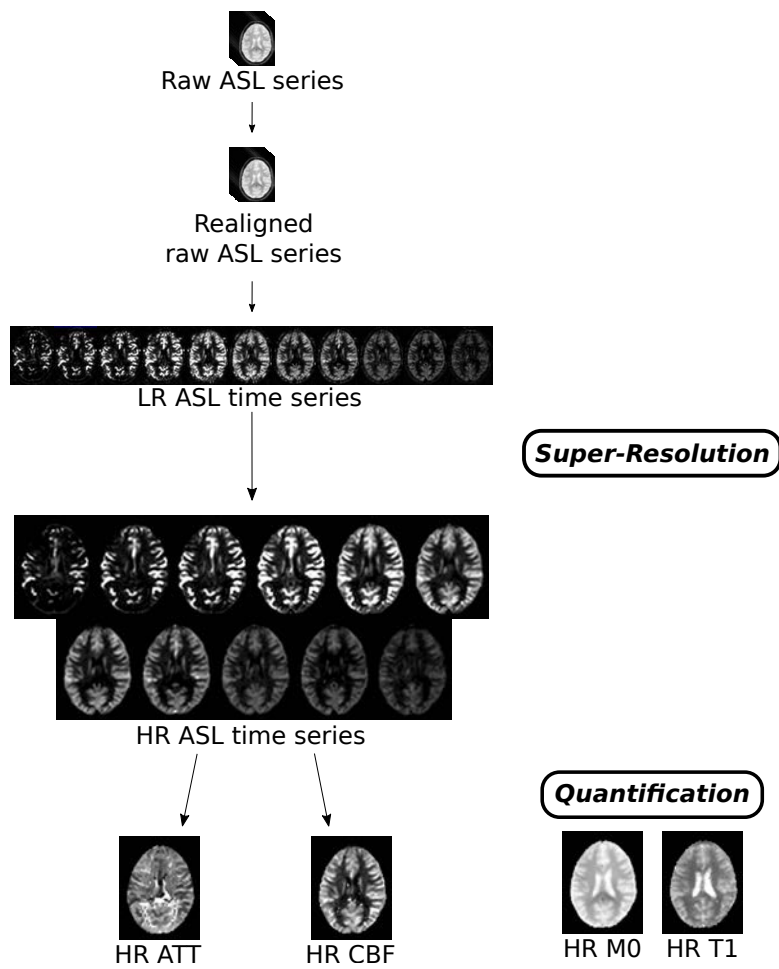 Raw ASL series
Realigned
raw ASL series
LR ASL time series
Super-Resolution
HR ASL time series
Quantification
HR ATT
HR CBF
HR M0
HR T1